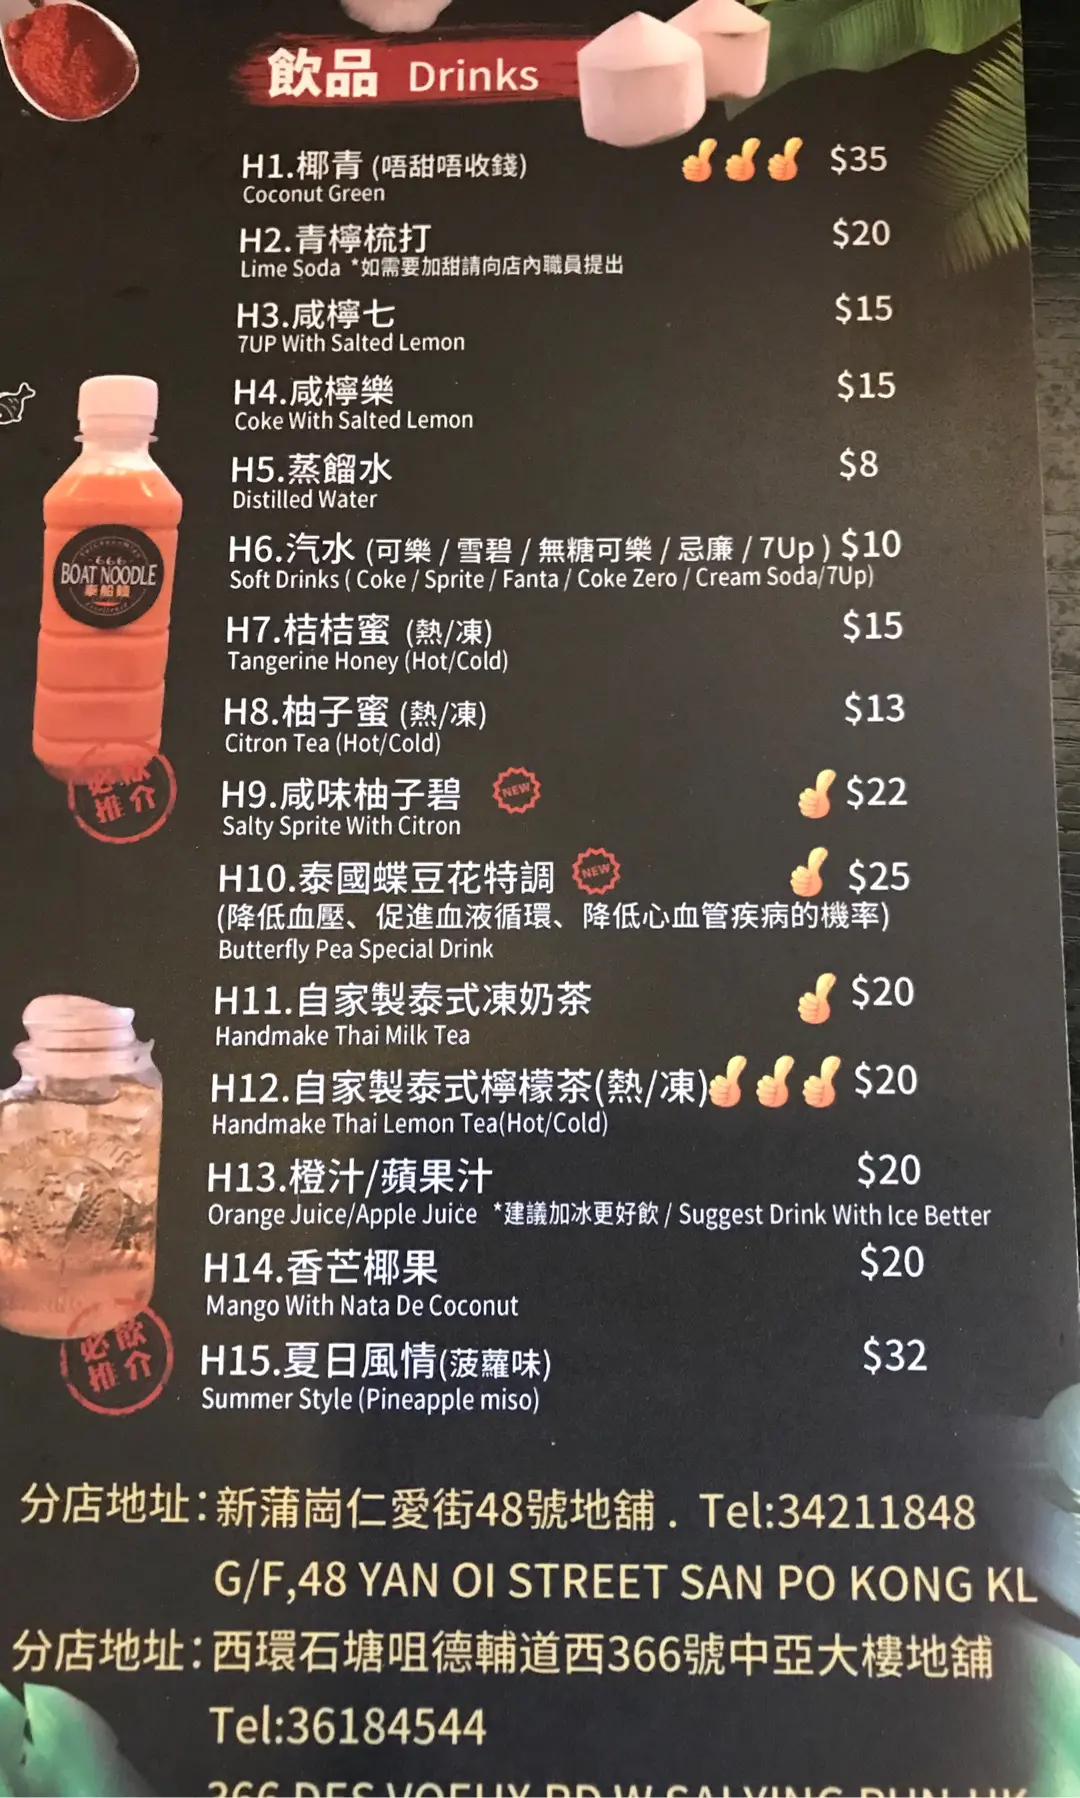 飲品 Drinks
H1.椰青 (唔甜唔收錢) $35
Coconut Green
H2.青檸梳打 $20
Lime Soda *如需要加甜請向店內職員提出
H3.咸檸七 $15
7UP With Salted Lemon
H4.咸檸樂 $15
Coke With Salted Lemon
H5.蒸餾水 $8
Distilled Water
H6.汽水 (可樂 / 雪碧 / 無糖可樂 / 忌廉 / 7Up ) $10
Soft Drinks ( Coke / Sprite / Fanta / Coke Zero / Cream Soda/7Up)
H7.桔桔蜜 (熱/凍) $15
Tangerine Honey (Hot/Cold)
H8.柚子蜜 (熱/凍) $13
Citron Tea (Hot/Cold)
H9.咸味柚子碧 NEW $22
Salty Sprite With Citron
H10.泰國蝶豆花特調 NEW $25
(降低血壓、促進血液循環、降低心血管疾病的機率)
Butterfly Pea Special Drink
H11.自家製泰式凍奶茶 $20
Handmake Thai Milk Tea
H12.自家製泰式檸檬茶(熱/凍) $20
Handmake Thai Lemon Tea(Hot/Cold)
H13.橙汁/蘋果汁 $20
Orange Juice/Apple Juice *建議加冰更好飲 / Suggest Drink With Ice Better
H14.香芒椰果 $20
Mango With Nata De Coconut
H15.夏日風情(菠蘿味) $32
Summer Style (Pineapple miso)
666
BOAT NOODLE
泰船麵
必飲
推介
必飲
推介
分店地址：新蒲崗仁愛街48號地舖 . Tel:34211848
G/F,48 YAN OI STREET SAN PO KONG KL
分店地址：西環石塘咀德輔道西366號中亞大樓地舖
Tel:36184544
366 DES VOEUX RD W SAI YING PUN HK